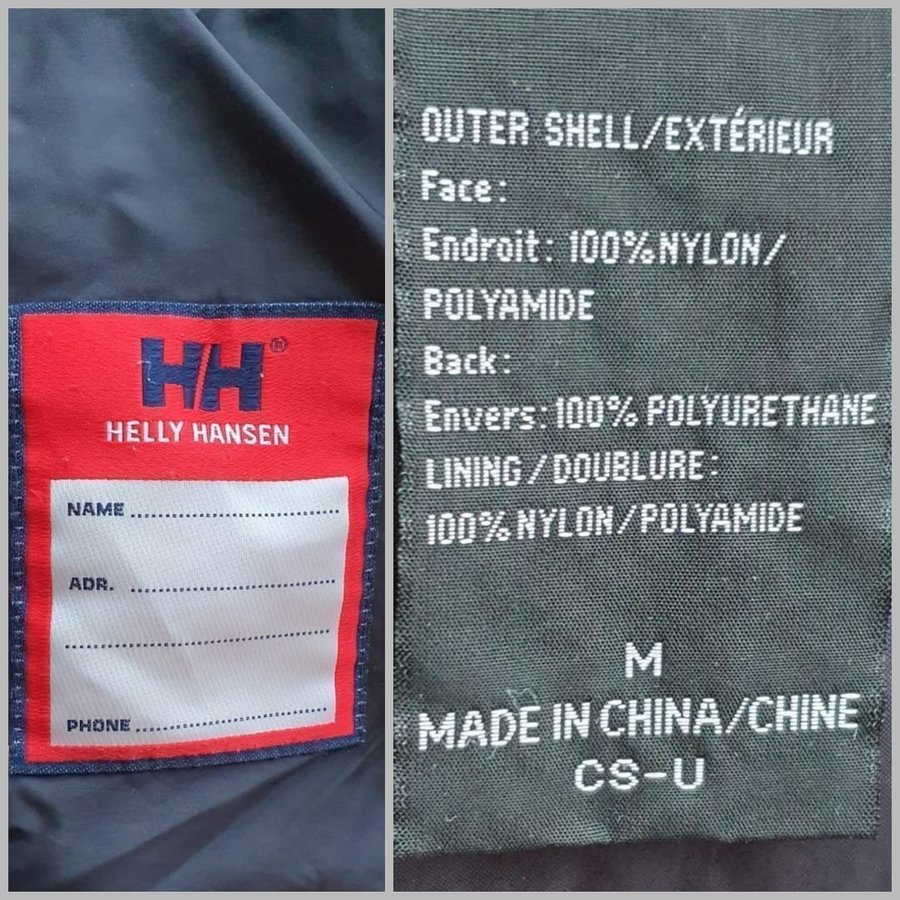 HH®
HELLY HANSEN
NAME
ADR.
PHONE
OUTER SHELL/EXTÉRIEUR
Face:
Endroit: 100%NYLON/
POLYAMIDE
Back:
Envers: 100% POLYURETHANE
LINING/DOUBLURE:
100%NYLON/POLYAMIDE
M
MADE IN CHINA/CHINE
CS-U